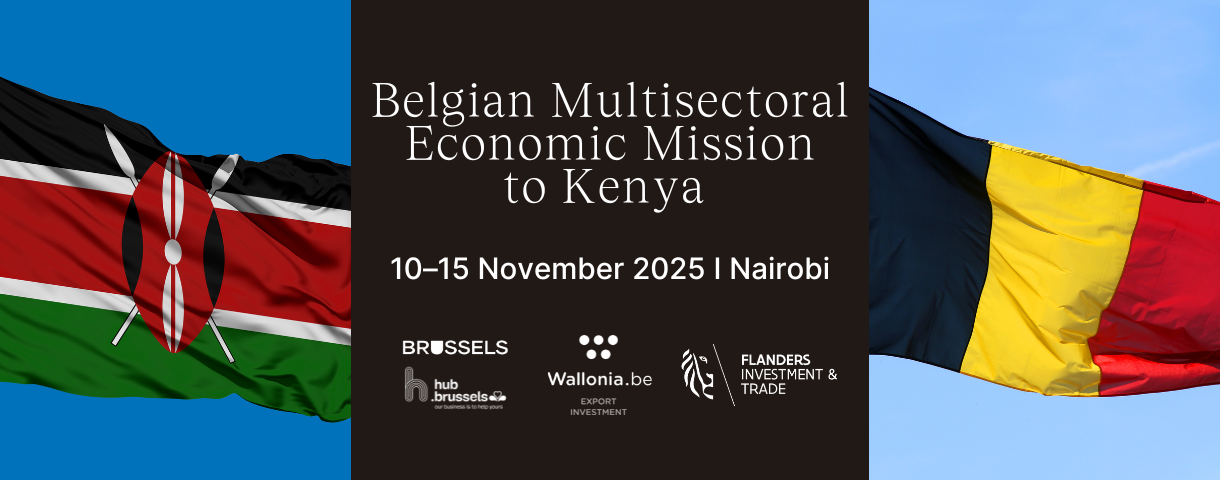 Belgian Multisectoral
Economic Mission
to Kenya
10–15 November 2025 I Nairobi
BRUSSELS
hub
.brussels
our business is to help yours
Wallonia.be
EXPORT
INVESTMENT
FLANDERS
INVESTMENT &
TRADE